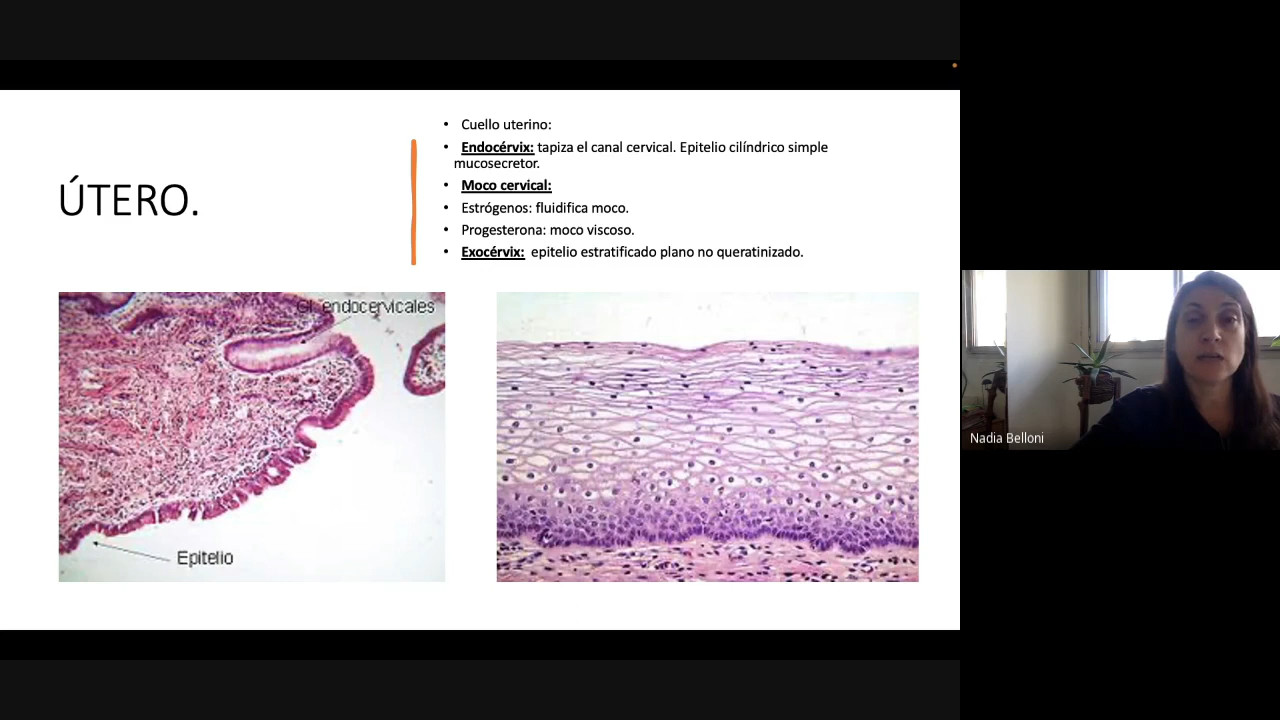 ÚTERO.
• Cuello uterino:
• Endocérvix: tapiza el canal cervical. Epitelio cilíndrico simple
mucosecretor.
• Moco cervical:
• Estrógenos: fluidifica moco.
• Progesterona: moco viscoso.
• Exocérvix: epitelio estratificado plano no queratinizado.
Gl. endocervicales
Epitelio
Nadia Belloni